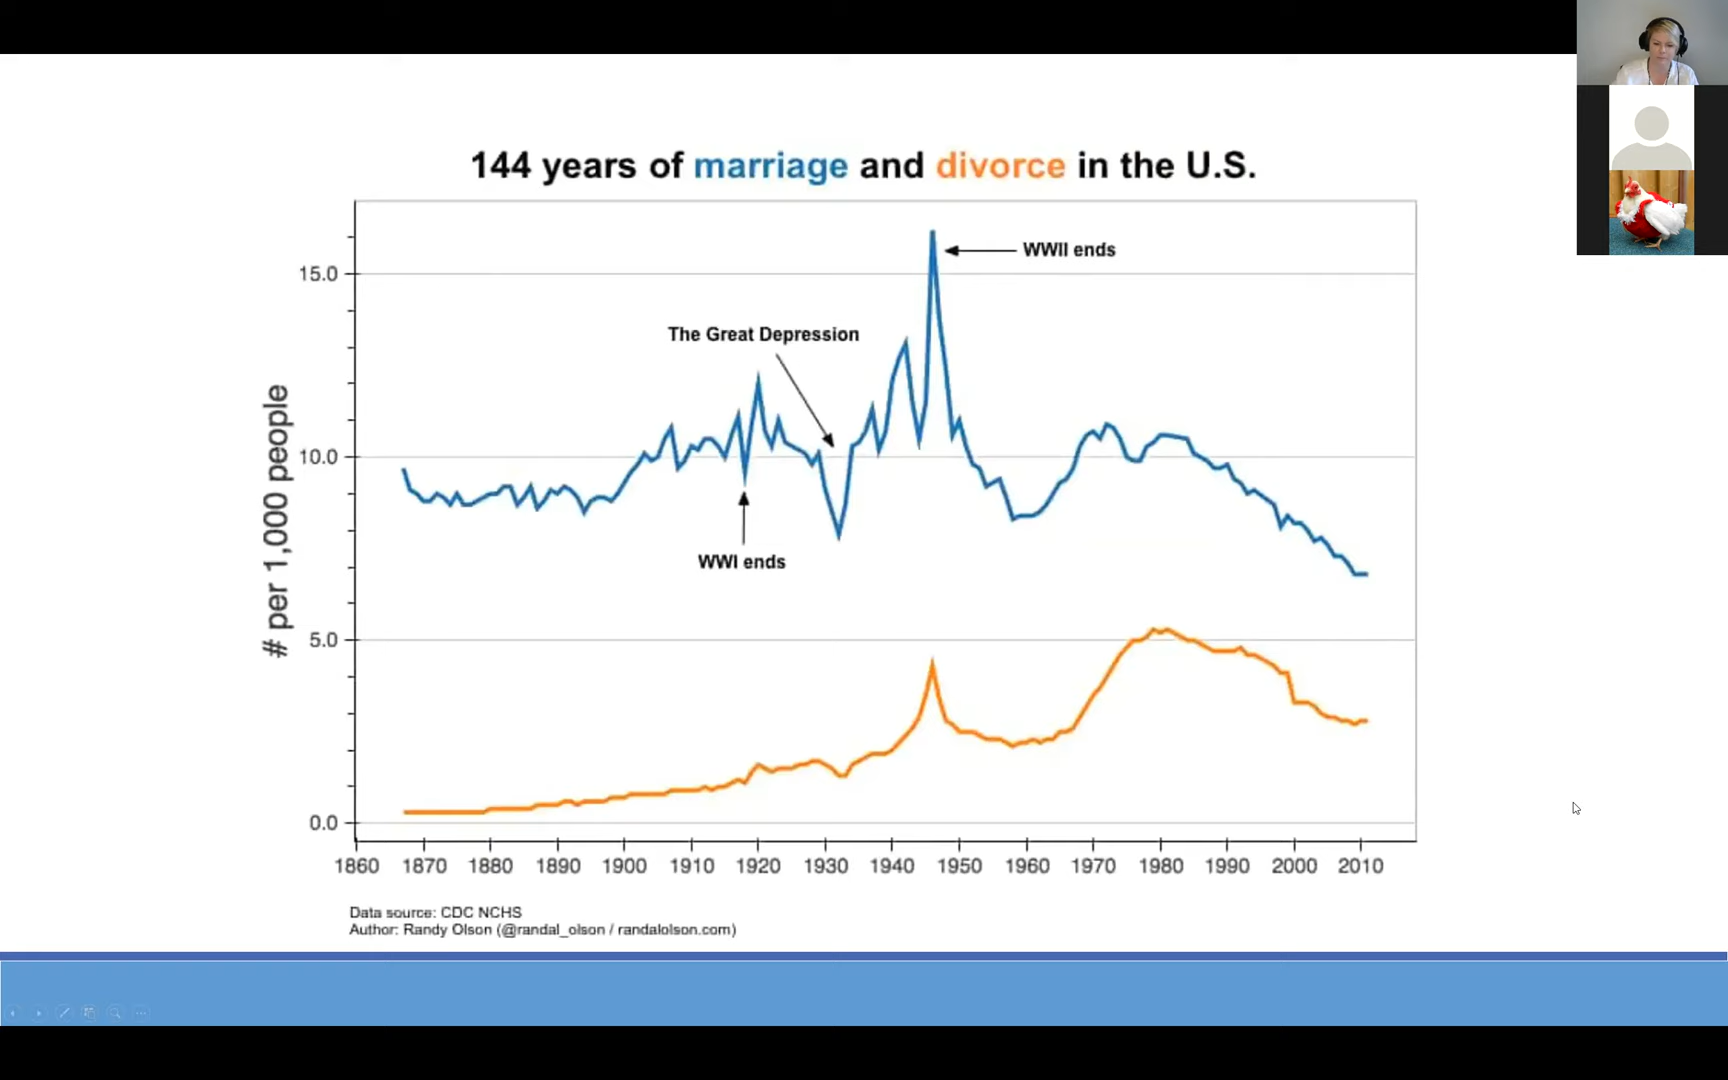 144 years of marriage and divorce in the U.S.
# per 1,000 people
15.0
10.0
5.0
0.0
WWII ends
The Great Depression
WWI ends
1860 1870 1880 1890 1900 1910 1920 1930 1940 1950 1960 1970 1980 1990 2000 2010
Data source: CDC NCHS
Author: Randy Olson (@randal_olson / randalolson.com)